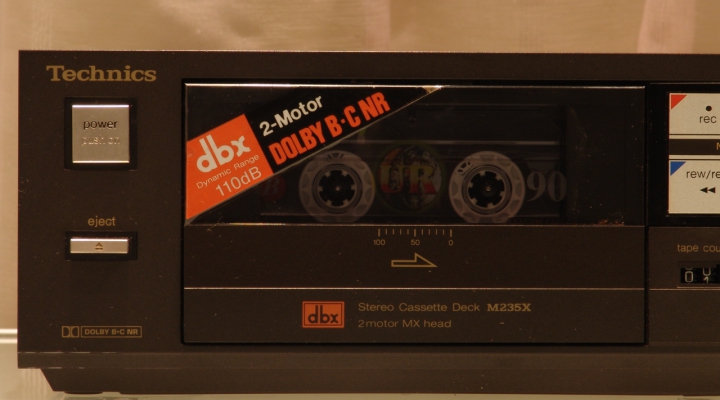 Technics
power
push on
eject
DOLBY B·C NR
2-Motor
DOLBY B·C NR
dbx
Dynamic Range
110dB
90
100 50 0
dbx
Stereo Cassette Deck M235X
2 motor MX head
rec
rew/re
tape cou